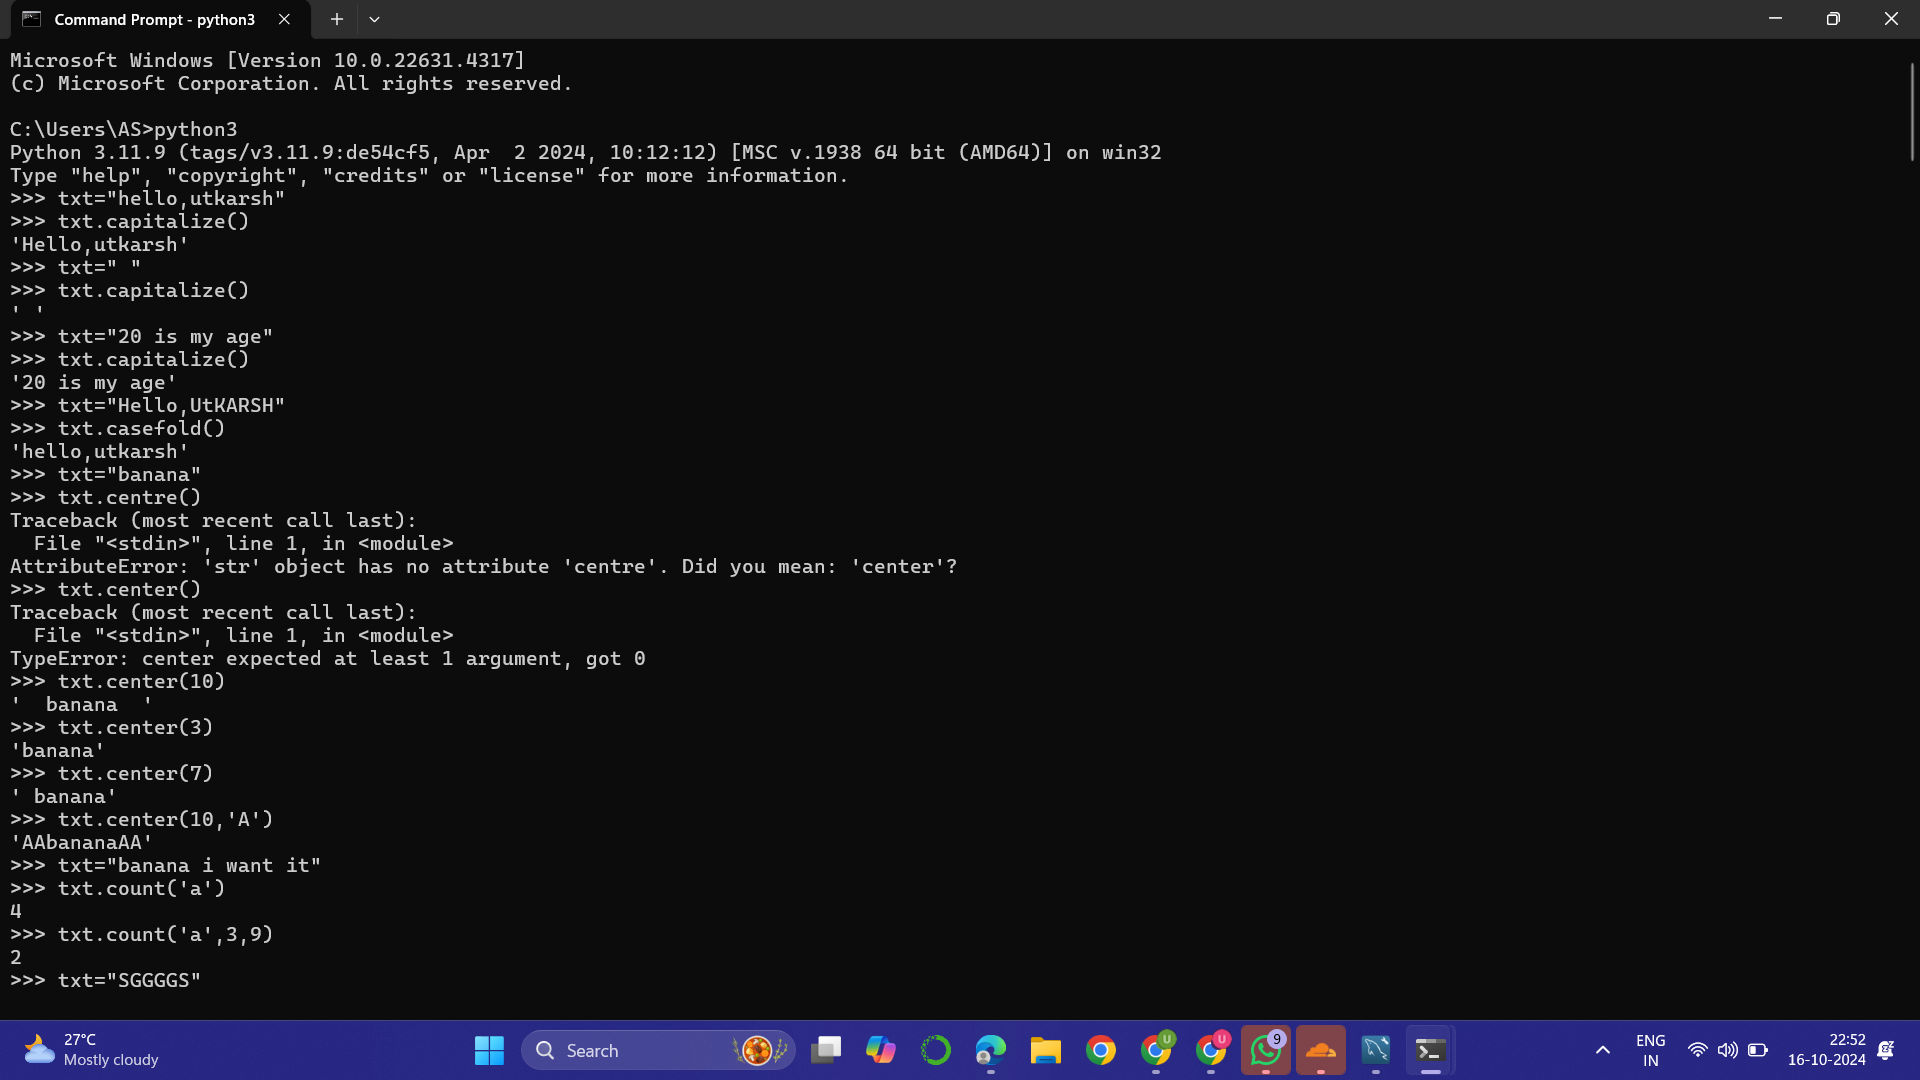 Command Prompt - python3
Microsoft Windows [Version 10.0.22631.4317]
(c) Microsoft Corporation. All rights reserved.
C:\Users\AS>python3
Python 3.11.9 (tags/v3.11.9:de54cf5, Apr  2 2024, 10:12:12) [MSC v.1938 64 bit (AMD64)] on win32
Type "help", "copyright", "credits" or "license" for more information.
>>> txt="hello,utkarsh"
>>> txt.capitalize()
'Hello,utkarsh'
>>> txt=" "
>>> txt.capitalize()
' '
>>> txt="20 is my age"
>>> txt.capitalize()
'20 is my age'
>>> txt="Hello,UtKARSH"
>>> txt.casefold()
'hello,utkarsh'
>>> txt="banana"
>>> txt.centre()
Traceback (most recent call last):
  File "<stdin>", line 1, in <module>
AttributeError: 'str' object has no attribute 'centre'. Did you mean: 'center'?
>>> txt.center()
Traceback (most recent call last):
  File "<stdin>", line 1, in <module>
TypeError: center expected at least 1 argument, got 0
>>> txt.center(10)
'  banana  '
>>> txt.center(3)
'banana'
>>> txt.center(7)
' banana'
>>> txt.center(10,'A')
'AAbananaAA'
>>> txt="banana i want it"
>>> txt.count('a')
4
>>> txt.count('a',3,9)
2
>>> txt="SGGGGS"
27°C
Mostly cloudy
Search
U
U
9
ENG
IN
22:52
16-10-2024